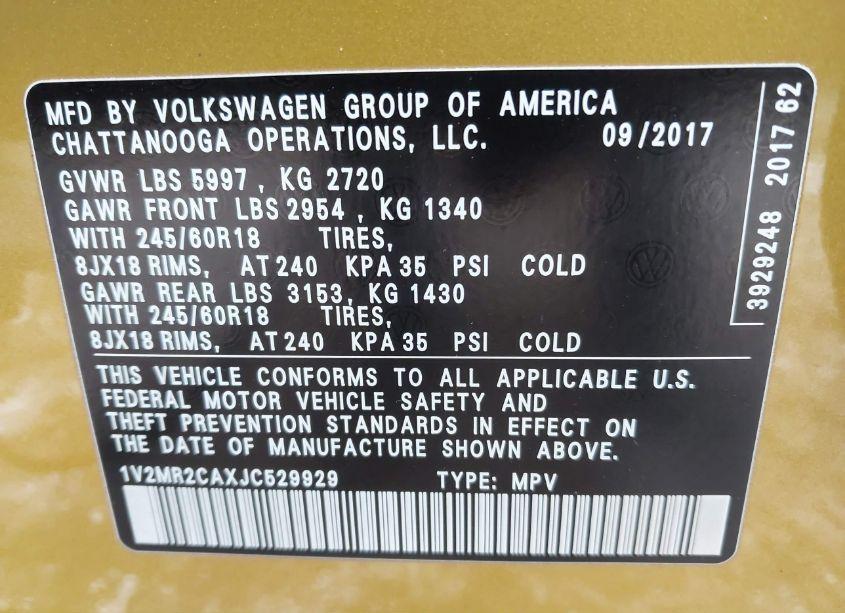 MFD BY VOLKSWAGEN GROUP OF AMERICA
CHATTANOOGA OPERATIONS, LLC. 09/2017
GVWR LBS 5997 , KG 2720
GAWR FRONT LBS 2954 , KG 1340
WITH 245/60R18 TIRES,
8JX18 RIMS, AT 240 KPA 35 PSI COLD
GAWR REAR LBS 3153, KG 1430
WITH 245/60R18 TIRES,
8JX18 RIMS, AT 240 KPA 35 PSI COLD
THIS VEHICLE CONFORMS TO ALL APPLICABLE U.S.
FEDERAL MOTOR VEHICLE SAFETY AND
THEFT PREVENTION STANDARDS IN EFFECT ON
THE DATE OF MANUFACTURE SHOWN ABOVE.
1V2MR2CAXJC529929 TYPE: MPV
3929248 2017 62